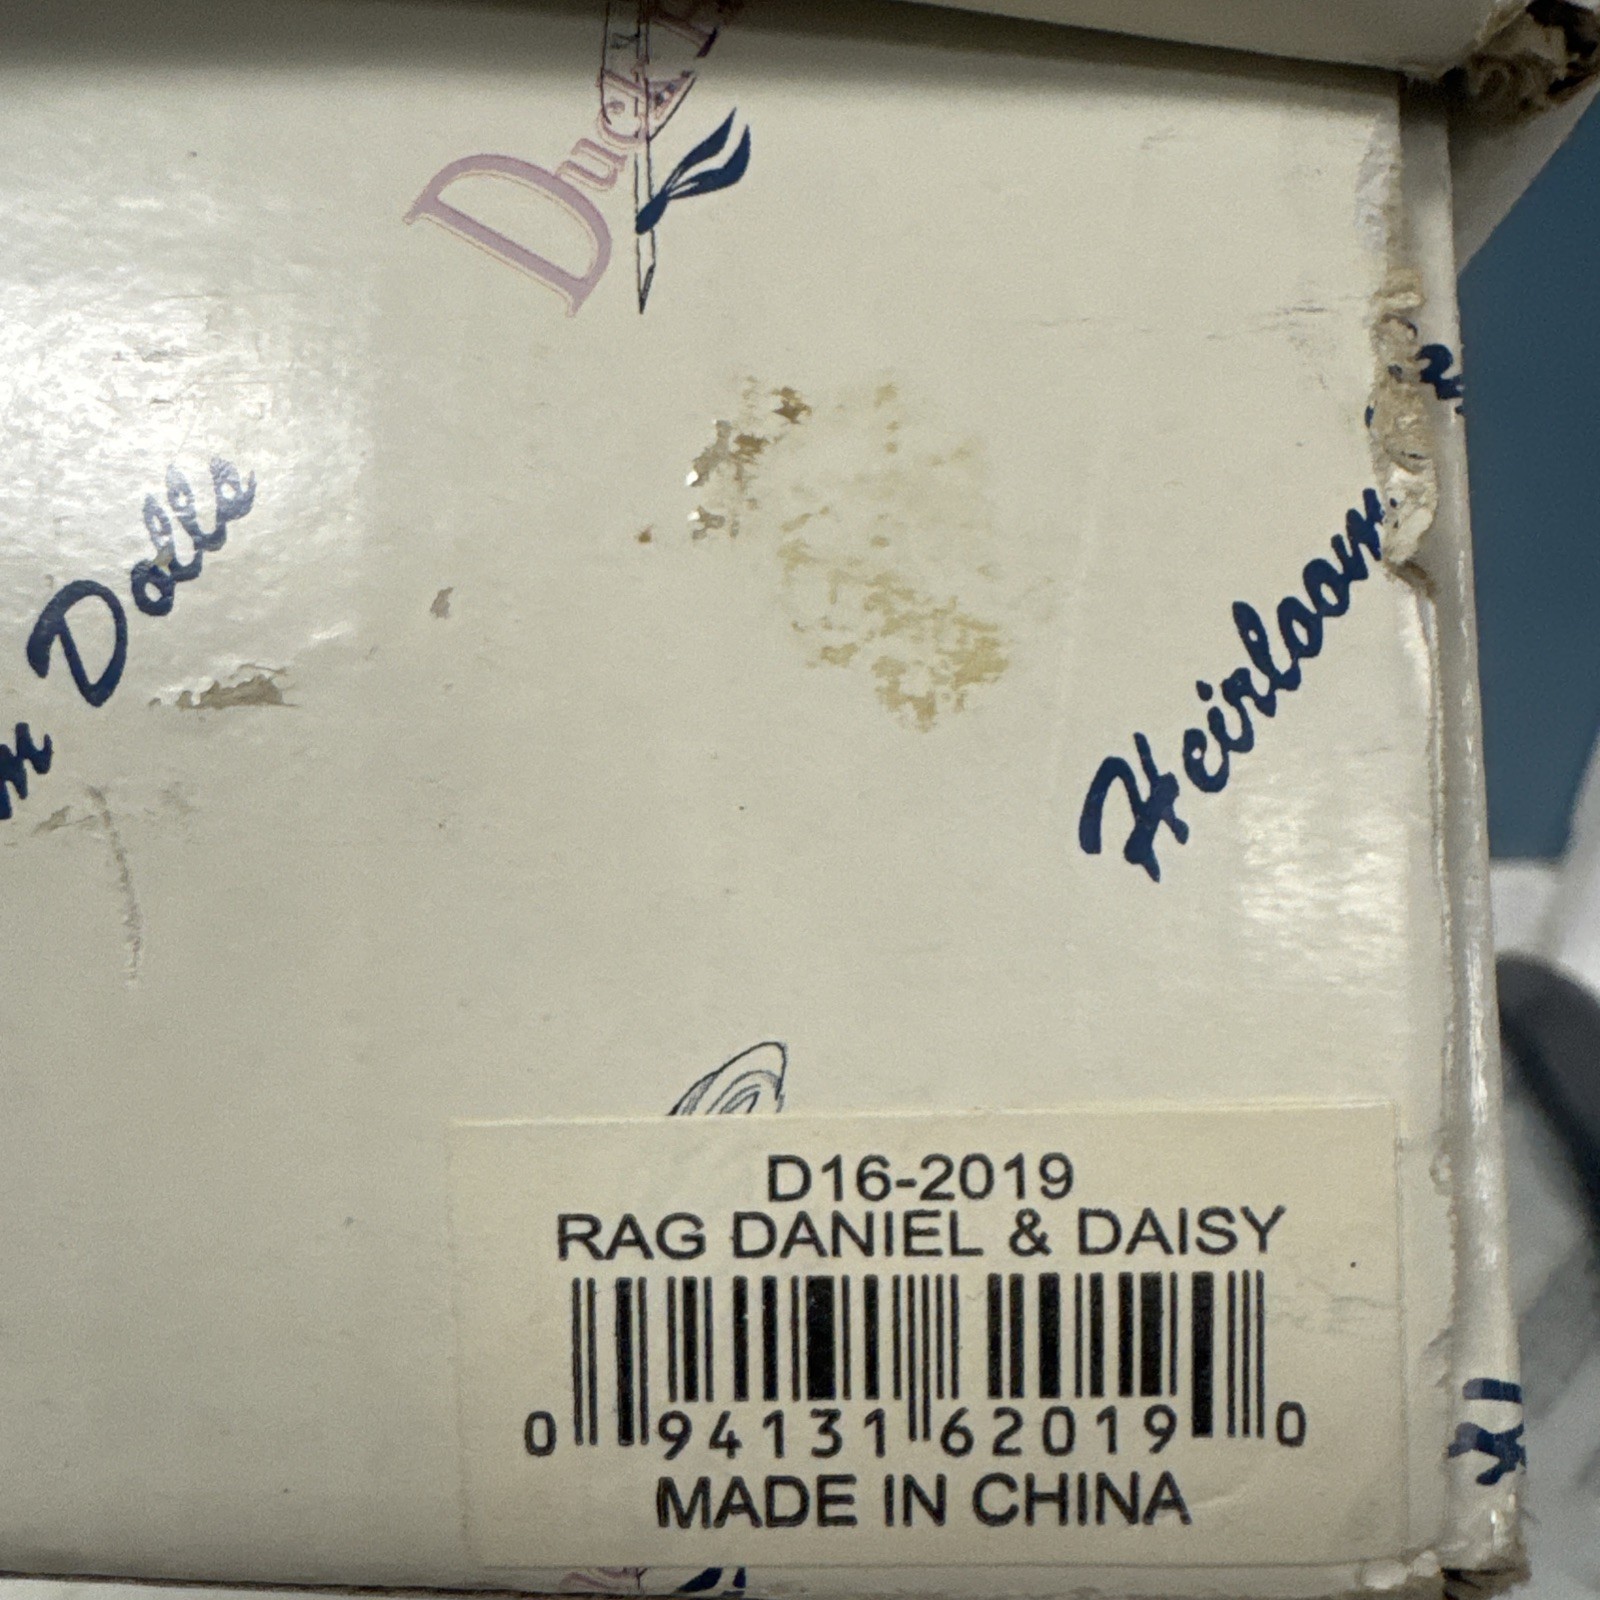 Duck
Dolls
Heirloom
D16-2019
RAG DANIEL & DAISY
0 94131 62019 0
MADE IN CHINA